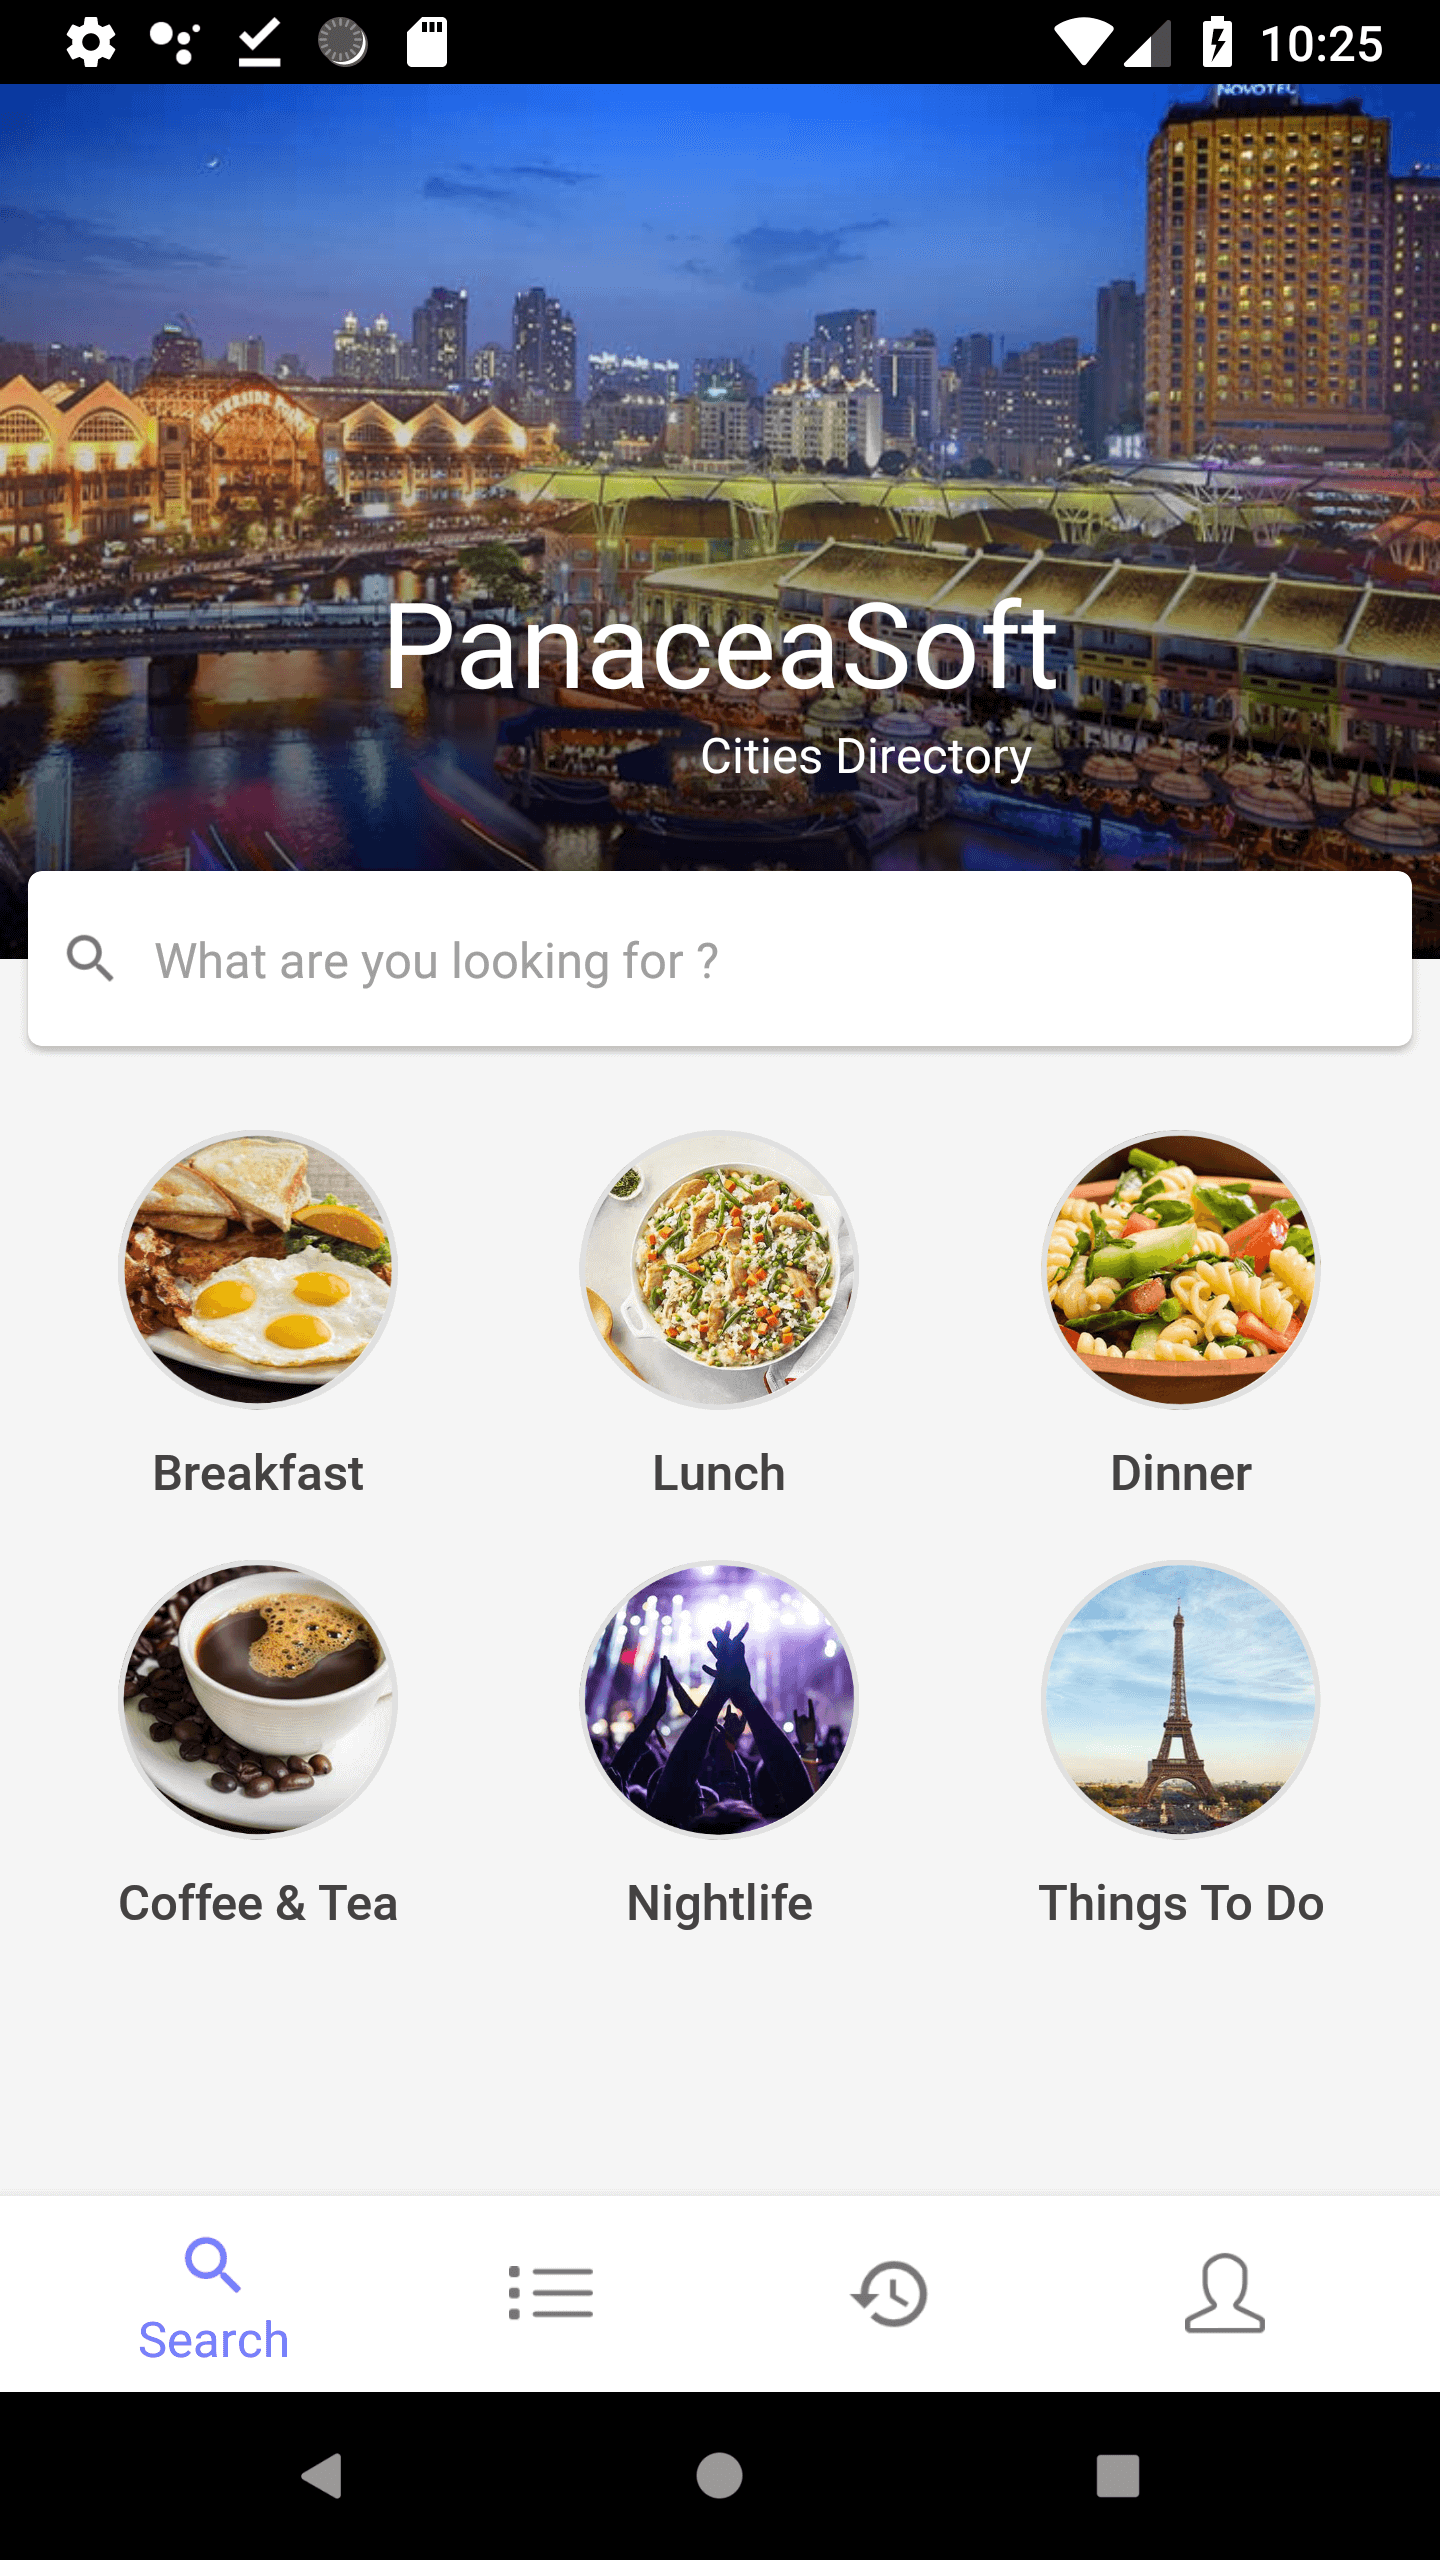 10:25
NOVOTEL
RIVERSIDE POINT
PanaceaSoft
Cities Directory
What are you looking for ?
Breakfast
Lunch
Dinner
Coffee & Tea
Nightlife
Things To Do
Search